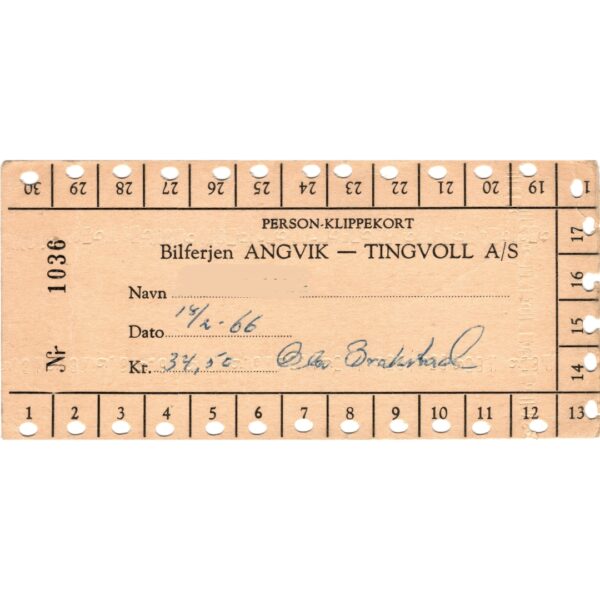 30 29 28 27 26 25 24 23 22 21 20 19 1
PERSON-KLIPPEKORT
Bilferjen ANGVIK — TINGVOLL A/S
Nr 1036
Navn
Dato 18/2-66
Kr. 34,50
17
16
15
14
1 2 3 4 5 6 7 8 9 10 11 12 13